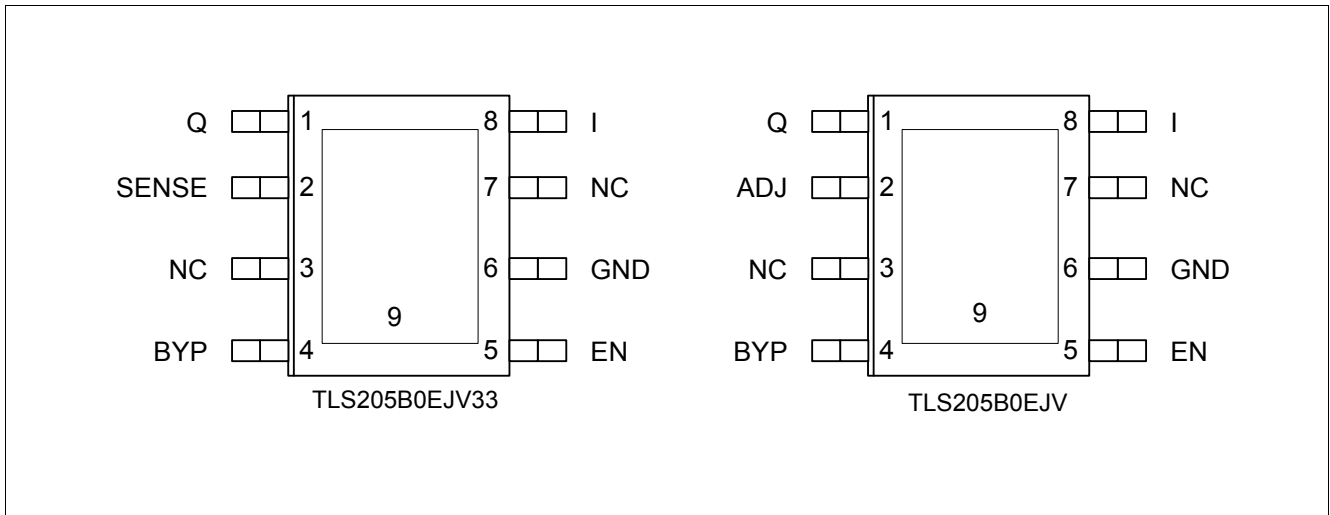 Q 1 8 I
SENSE 2 7 NC
NC 3 6 GND
9
BYP 4 5 EN
TLS205B0EJV33
Q 1 8 I
ADJ 2 7 NC
NC 3 6 GND
9
BYP 4 5 EN
TLS205B0EJV